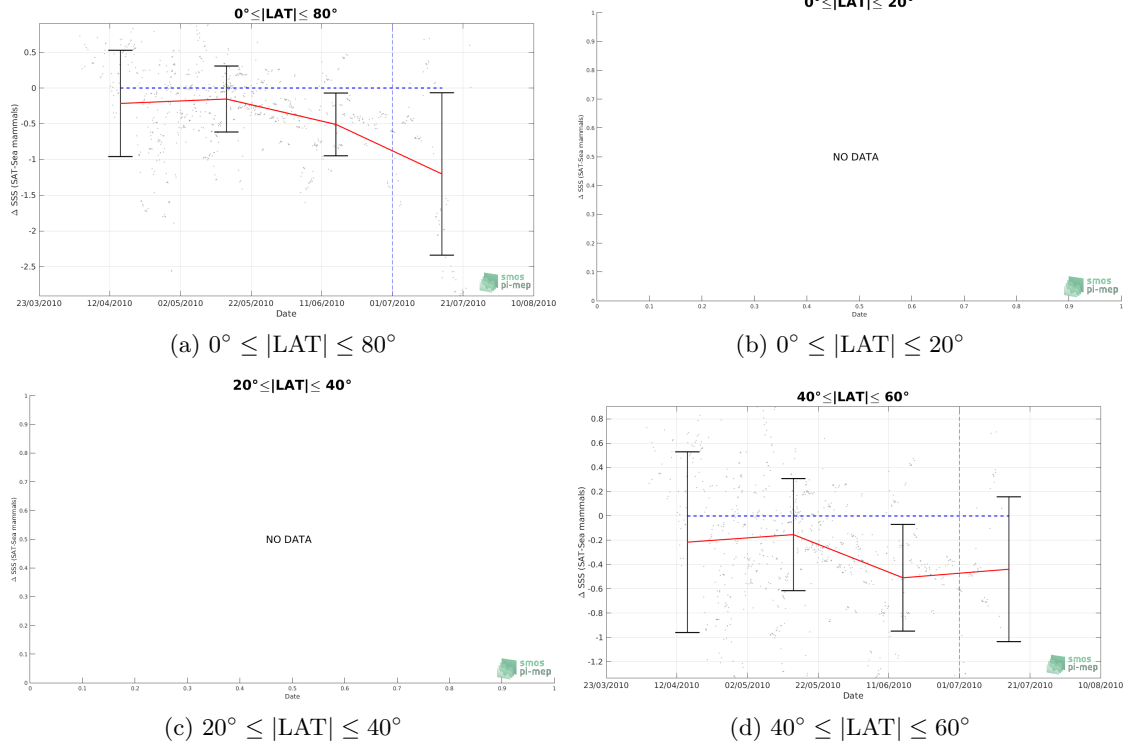 0°≤|LAT|≤ 80°
0.5
0
-0.5
-1
-1.5
-2
-2.5
Δ SSS (SAT-Sea mammals)
23/03/2010 12/04/2010 02/05/2010 22/05/2010 11/06/2010 01/07/2010 21/07/2010 10/08/2010
Date
smos
pi-mep
(a) 0° ≤ |LAT| ≤ 80°
0°≤|LAT|≤ 20°
1
0.9
0.8
0.7
0.6
0.5
0.4
0.3
0.2
0.1
0
Δ SSS (SAT-Sea mammals)
NO DATA
0 0.1 0.2 0.3 0.4 0.5 0.6 0.7 0.8 0.9 1
Date
smos
pi-mep
(b) 0° ≤ |LAT| ≤ 20°
20°≤|LAT|≤ 40°
1
0.9
0.8
0.7
0.6
0.5
0.4
0.3
0.2
0.1
0
Δ SSS (SAT-Sea mammals)
NO DATA
0 0.1 0.2 0.3 0.4 0.5 0.6 0.7 0.8 0.9 1
smos
pi-mep
(c) 20° ≤ |LAT| ≤ 40°
40°≤|LAT|≤ 60°
0.8
0.6
0.4
0.2
0
-0.2
-0.4
-0.6
-0.8
-1
-1.2
Δ SSS (SAT-Sea mammals)
23/03/2010 12/04/2010 02/05/2010 22/05/2010 11/06/2010 01/07/2010 21/07/2010 10/08/2010
Date
smos
pi-mep
(d) 40° ≤ |LAT| ≤ 60°